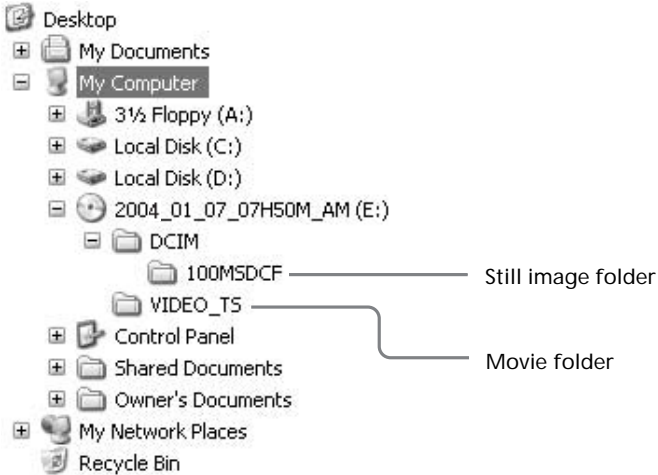 Desktop
My Documents
My Computer
3½ Floppy (A:)
Local Disk (C:)
Local Disk (D:)
2004_01_07_07H50M_AM (E:)
DCIM
100MSDCF
Still image folder
VIDEO_TS
Control Panel
Movie folder
Shared Documents
Owner's Documents
My Network Places
Recycle Bin